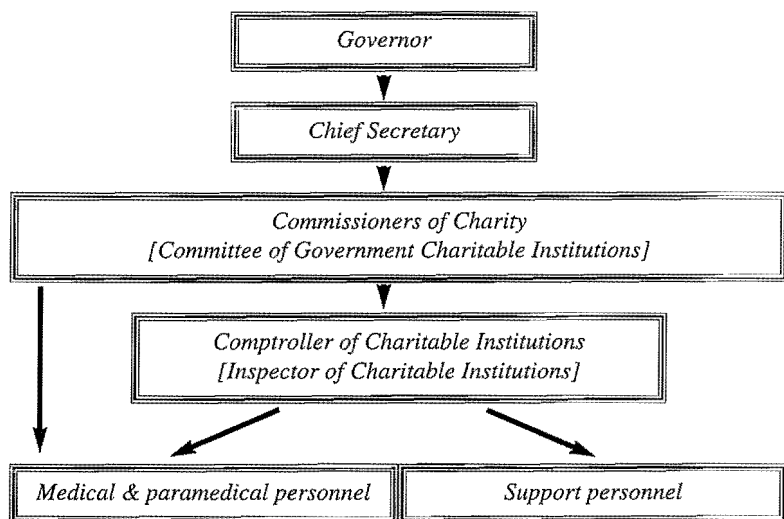 Governor
Chief Secretary
Commissioners of Charity
[Committee of Government Charitable Institutions]
Comptroller of Charitable Institutions
[Inspector of Charitable Institutions]
Medical & paramedical personnel
Support personnel